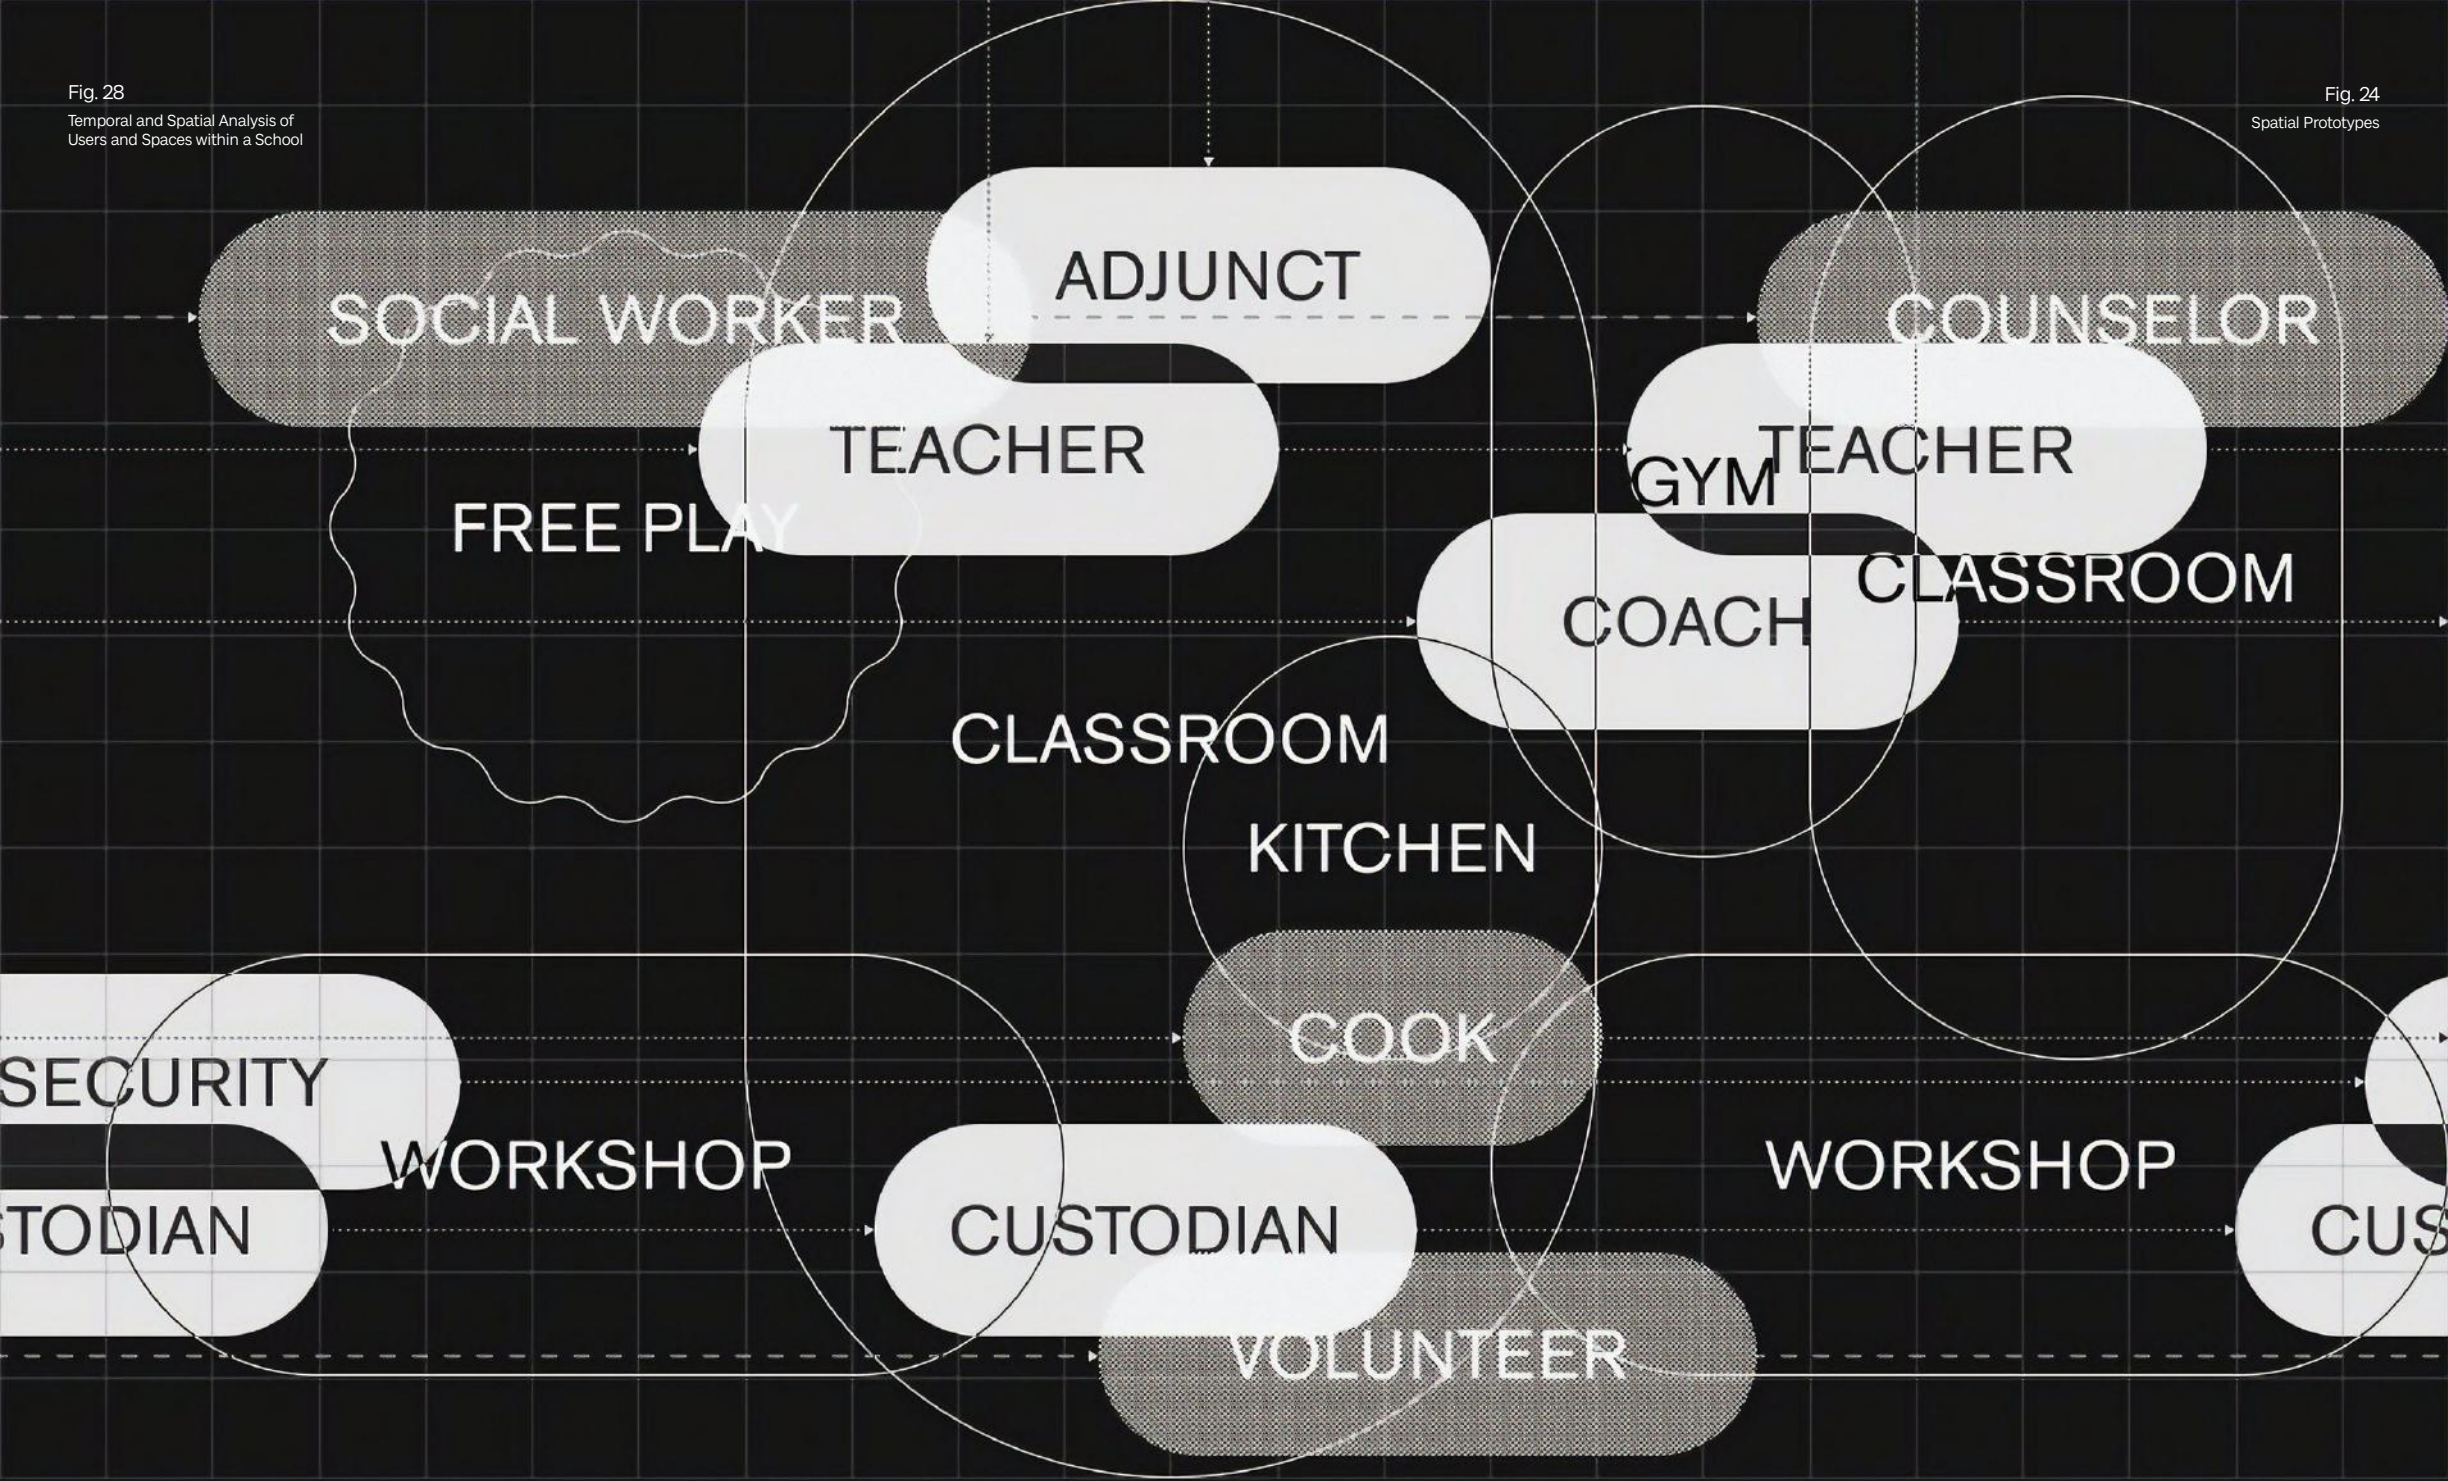 Fig. 28
Temporal and Spatial Analysis of
Users and Spaces within a School
Fig. 24
Spatial Prototypes
ADJUNCT
SOCIAL WORKER
COUNSELOR
TEACHER
TEACHER
GYM
FREE PLAY
CLASSROOM
COACH
CLASSROOM
KITCHEN
COOK
SECURITY
WORKSHOP
WORKSHOP
STODIAN
CUSTODIAN
CUS
VOLUNTEER